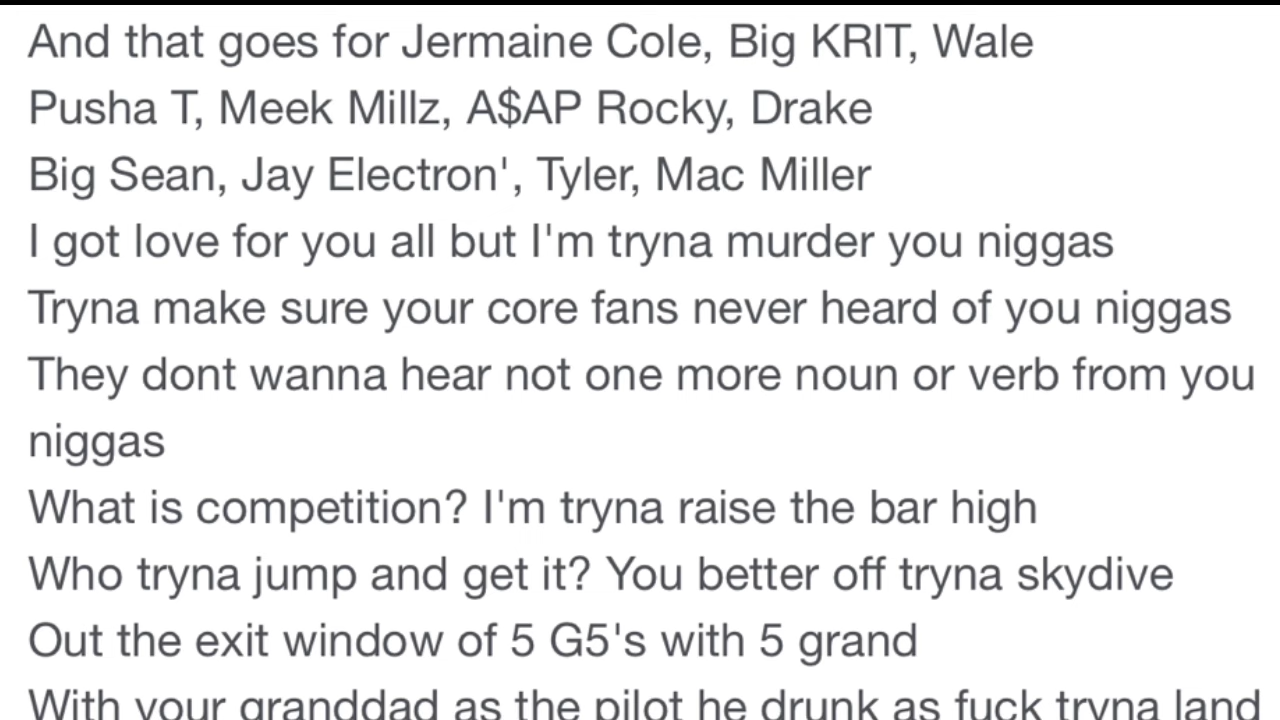 And that goes for Jermaine Cole, Big KRIT, Wale
Pusha T, Meek Millz, A$AP Rocky, Drake
Big Sean, Jay Electron', Tyler, Mac Miller
I got love for you all but I'm tryna murder you niggas
Tryna make sure your core fans never heard of you niggas
They dont wanna hear not one more noun or verb from you
niggas
What is competition? I'm tryna raise the bar high
Who tryna jump and get it? You better off tryna skydive
Out the exit window of 5 G5's with 5 grand
With your granddad as the pilot he drunk as fuck tryna land